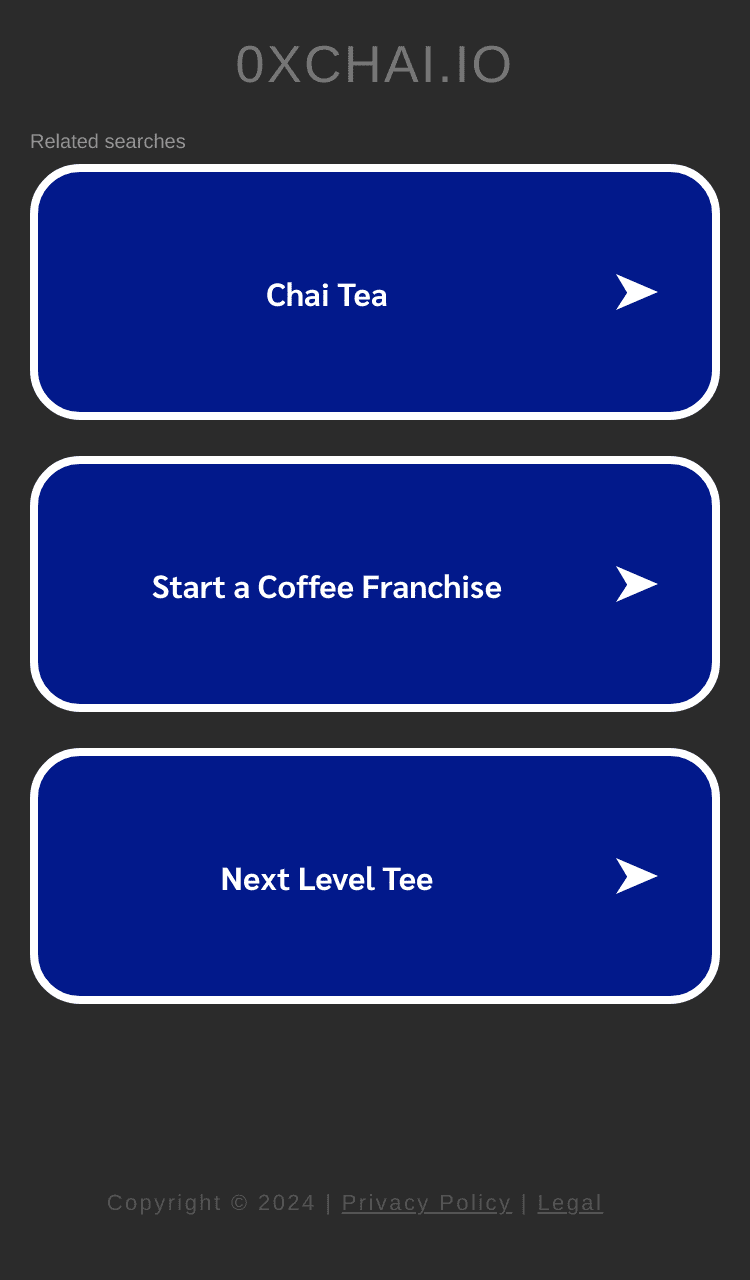 0XCHAI.IO
Related searches
Chai Tea
Start a Coffee Franchise
Next Level Tee
Copyright © 2024 | Privacy Policy | Legal